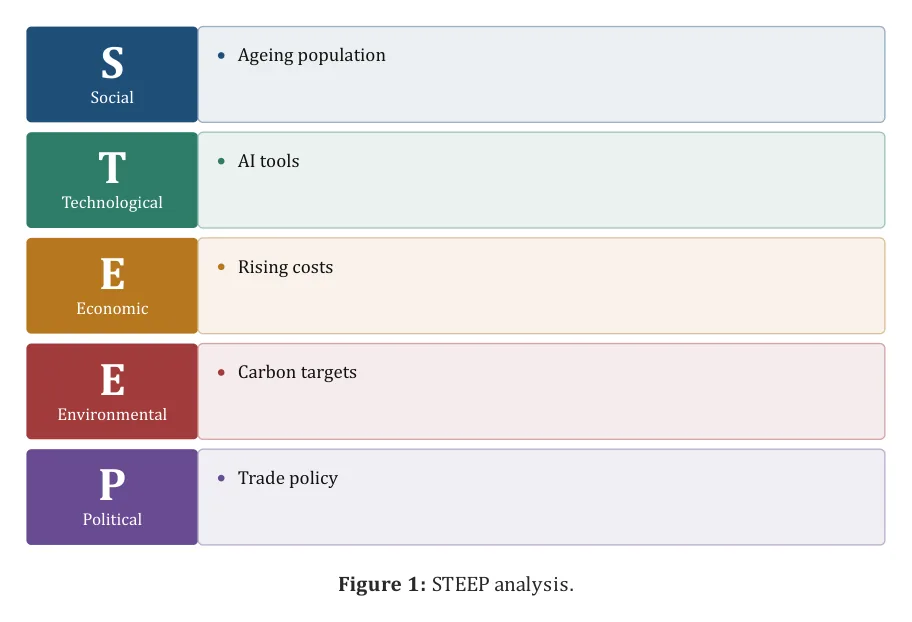 S
Social
• Ageing population
T
Technological
• AI tools
E
Economic
• Rising costs
E
Environmental
• Carbon targets
P
Political
• Trade policy
Figure 1: STEEP analysis.